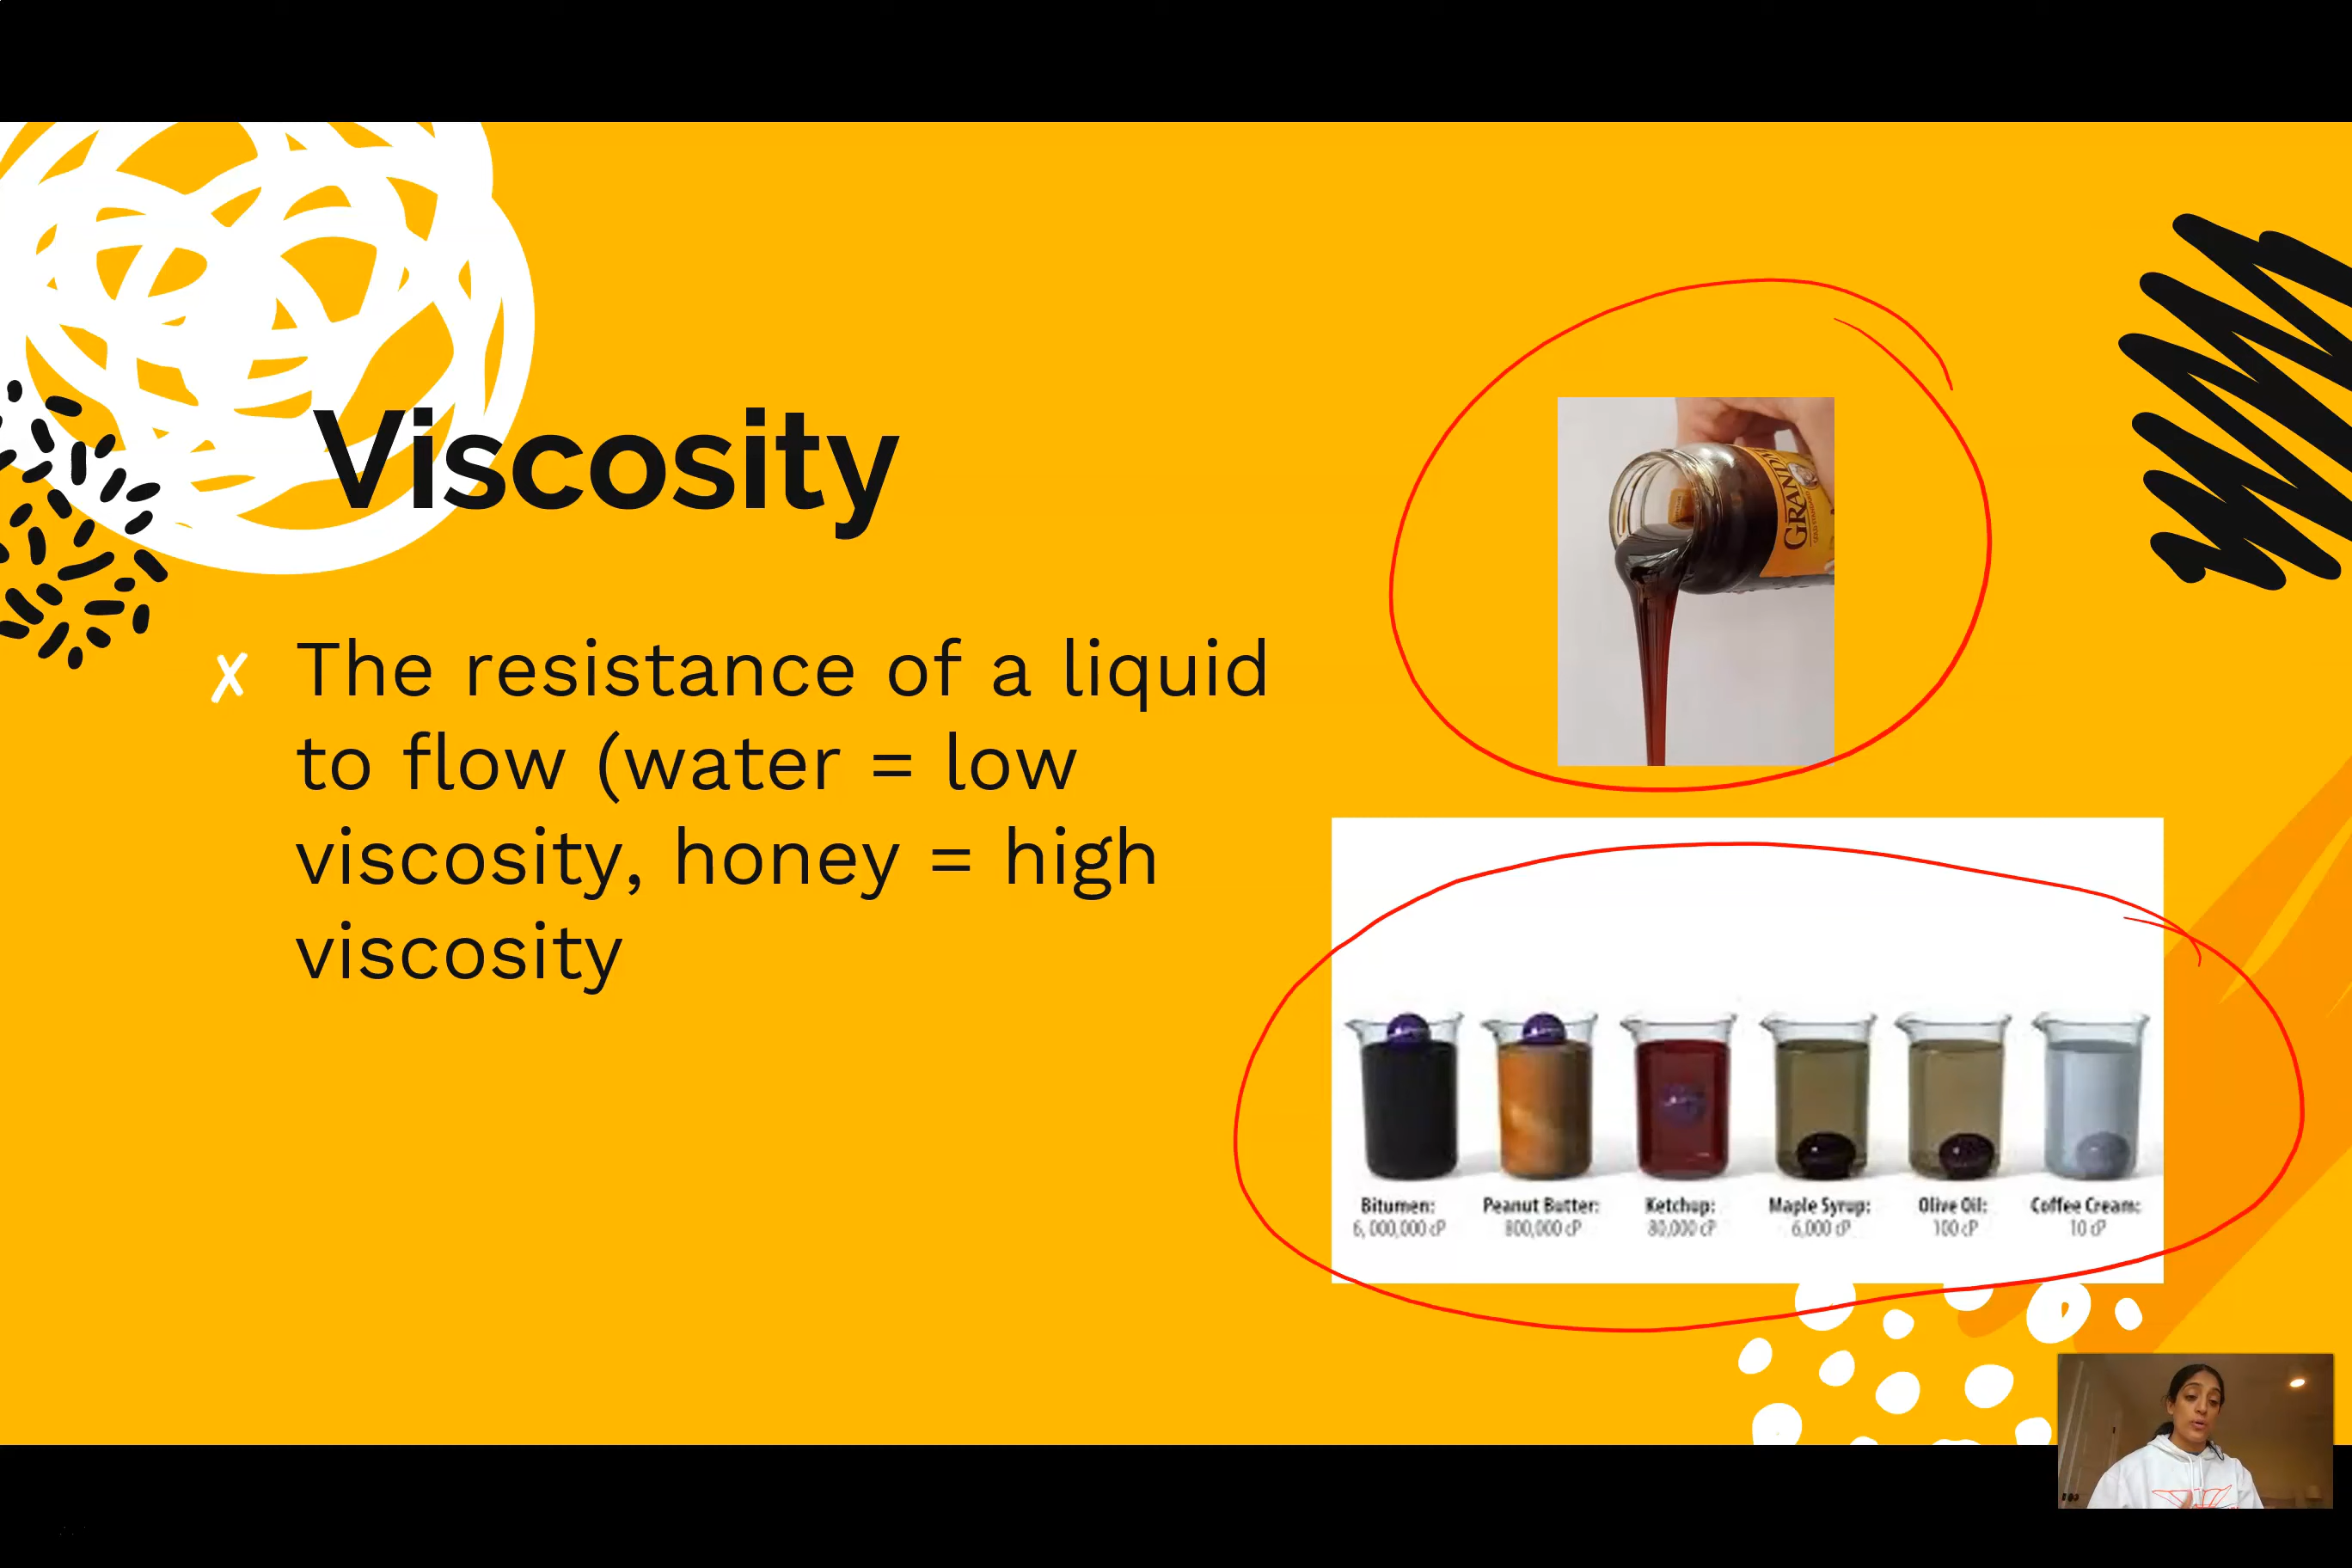 Viscosity
✗ The resistance of a liquid
to flow (water = low
viscosity, honey = high
viscosity
Bitumen:
6,000,000 cP
Peanut Butter:
800,000 cP
Ketchup:
80,000 cP
Maple Syrup:
6,000 cP
Olive Oil:
100 cP
Coffee Cream:
10 cP